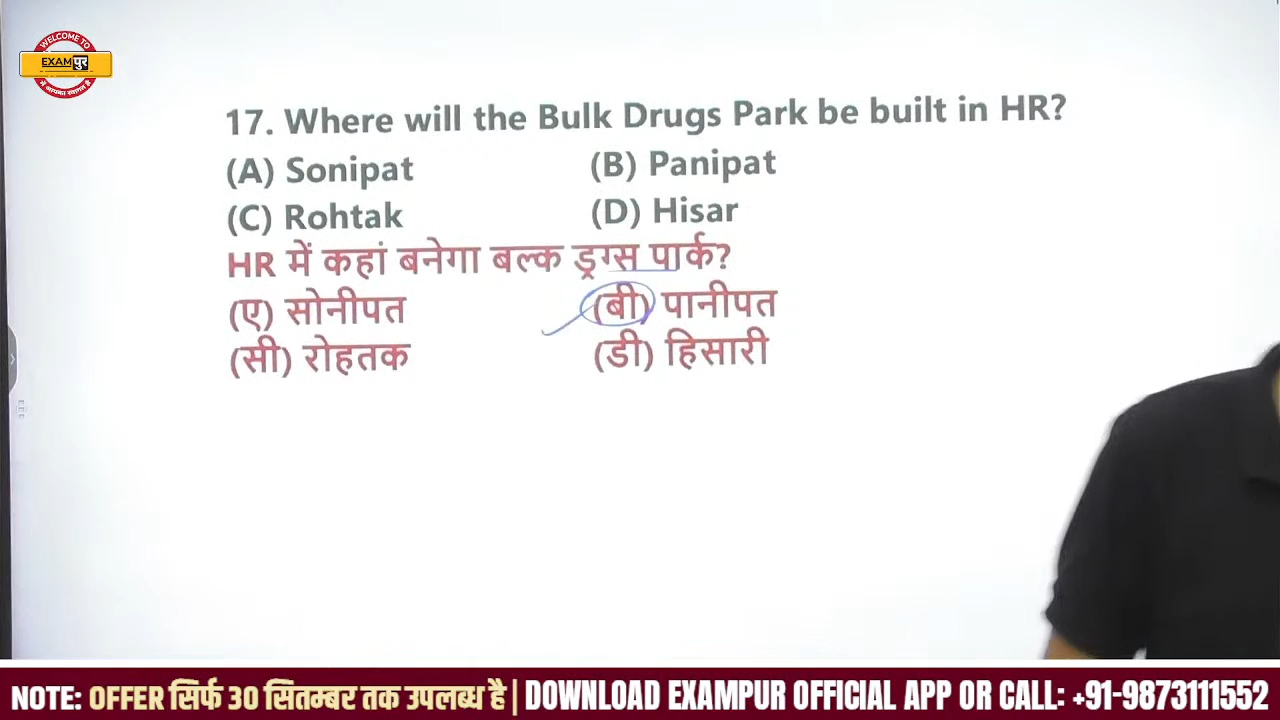 WELCOME TO
EXAMपुर
में आपका स्वागत है
17. Where will the Bulk Drugs Park be built in HR?
(A) Sonipat (B) Panipat
(C) Rohtak (D) Hisar
HR में कहां बनेगा बल्क ड्रग्स पार्क?
(ए) सोनीपत (बी) पानीपत
(सी) रोहतक (डी) हिसारी
NOTE: OFFER सिर्फ 30 सितम्बर तक उपलब्ध है | DOWNLOAD EXAMPUR OFFICIAL APP OR CALL: +91-9873111552